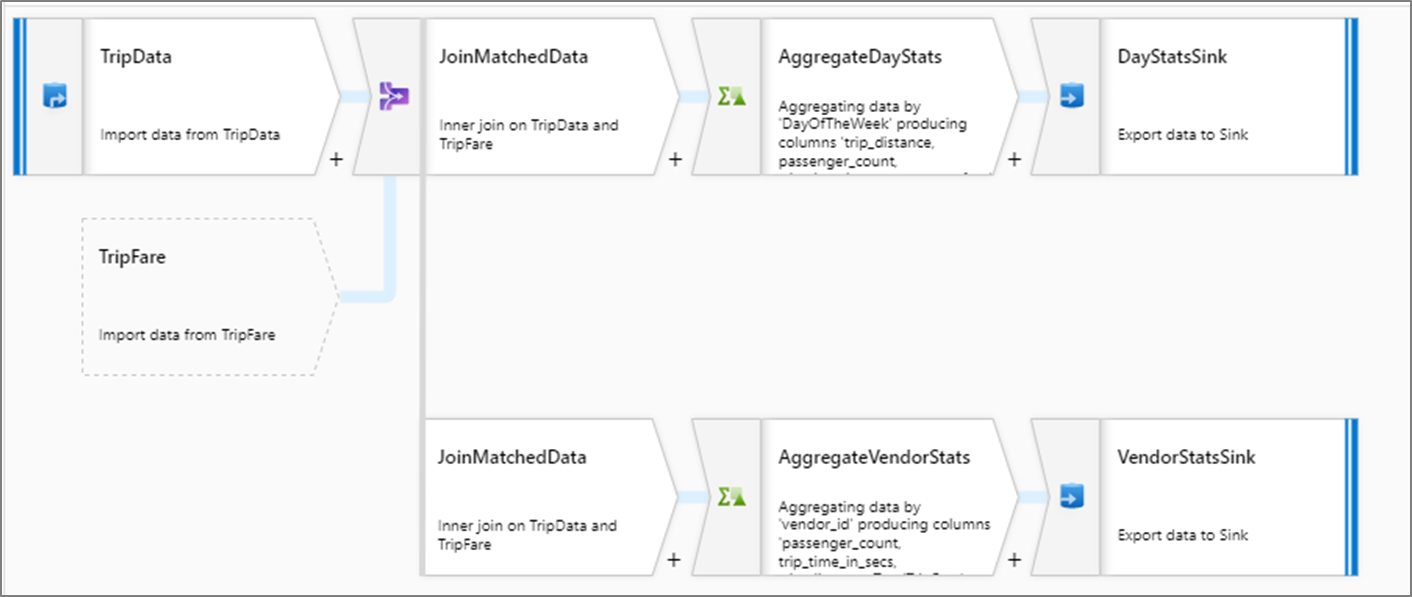 TripData
Import data from TripData
+
JoinMatchedData
Inner join on TripData and
TripFare
+
AggregateDayStats
Aggregating data by
'DayOfTheWeek' producing
columns 'trip_distance,
passenger_count,
+
DayStatsSink
Export data to Sink
TripFare
Import data from TripFare
JoinMatchedData
Inner join on TripData and
TripFare
+
AggregateVendorStats
Aggregating data by
'vendor_id' producing columns
'passenger_count,
trip_time_in_secs,
+
VendorStatsSink
Export data to Sink